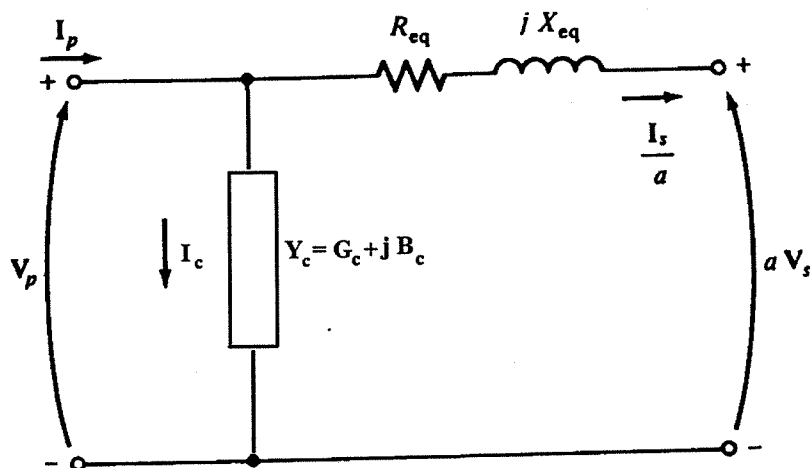 I_p
R_eq
j X_eq
+
+
I_s
a
I_c
Y_c = G_c + j B_c
V_p
a V_s
−
−